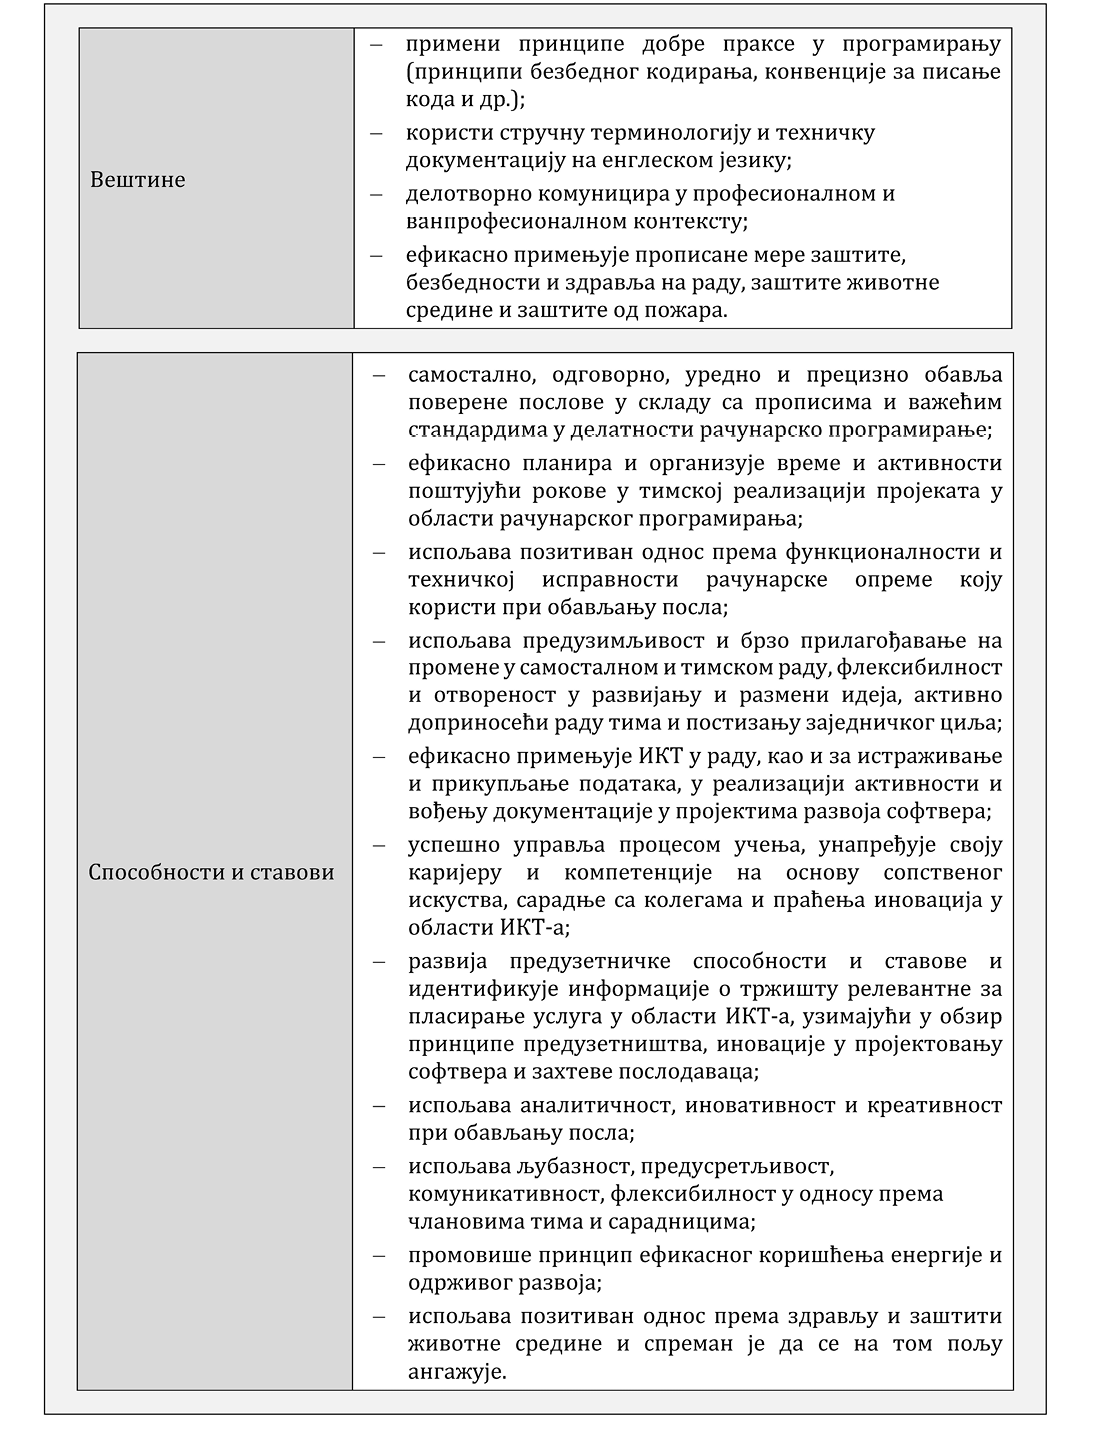 Вештине
– примени принципе добре праксе у програмирању
(принципи безбедног кодирања, конвенције за писање
кода и др.);
– користи стручну терминологију и техничку
документацију на енглеском језику;
– делотворно комуницира у професионалном и
ванпрофесионалном контексту;
– ефикасно примењује прописане мере заштите,
безбедности и здравља на раду, заштите животне
средине и заштите од пожара.
Способности и ставови
– самостално, одговорно, уредно и прецизно обавља
поверене послове у складу са прописима и важећим
стандардима у делатности рачунарско програмирање;
– ефикасно планира и организује време и активности
поштујући рокове у тимској реализацији пројеката у
области рачунарског програмирања;
– испољава позитиван однос према функционалности и
техничкој исправности рачунарске опреме коју
користи при обављању посла;
– испољава предузимљивост и брзо прилагођавање на
промене у самосталном и тимском раду, флексибилност
и отвореност у развијању и размени идеја, активно
доприносећи раду тима и постизању заједничког циља;
– ефикасно примењује ИКТ у раду, као и за истраживање
и прикупљање података, у реализацији активности и
вођењу документације у пројектима развоја софтвера;
– успешно управља процесом учења, унапређује своју
каријеру и компетенције на основу сопственог
искуства, сарадње са колегама и праћења иновација у
области ИКТ-а;
– развија предузетничке способности и ставове и
идентификује информације о тржишту релевантне за
пласирање услуга у области ИКТ-а, узимајући у обзир
принципе предузетништва, иновације у пројектовању
софтвера и захтеве послодаваца;
– испољава аналитичност, иновативност и креативност
при обављању посла;
– испољава љубазност, предусретљивост,
комуникативност, флексибилност у односу према
члановима тима и сарадницима;
– промовише принцип ефикасног коришћења енергије и
одрживог развоја;
– испољава позитиван однос према здрављу и заштити
животне средине и спреман је да се на том пољу
ангажује.